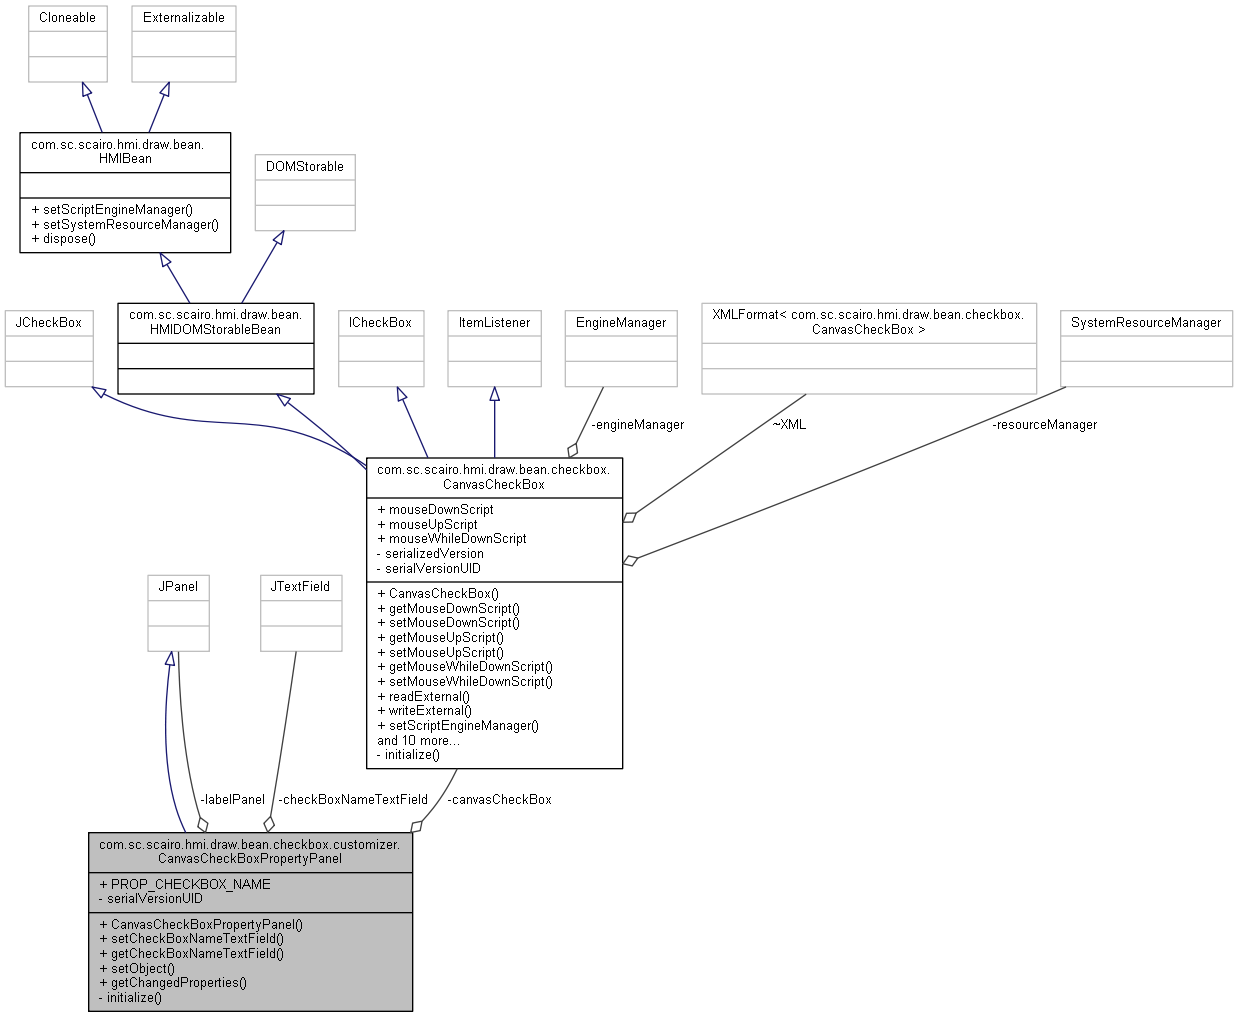 Cloneable
Externalizable
com.sc.scairo.hmi.draw.bean.
HMIBean
+ setScriptEngineManager()
+ setSystemResourceManager()
+ dispose()
DOMStorable
JCheckBox
com.sc.scairo.hmi.draw.bean.
HMIDOMStorableBean
ICheckBox
ItemListener
EngineManager
XMLFormat< com.sc.scairo.hmi.draw.bean.checkbox.
CanvasCheckBox >
SystemResourceManager
-engineManager
~XML
-resourceManager
com.sc.scairo.hmi.draw.bean.checkbox.
CanvasCheckBox
+ mouseDownScript
+ mouseUpScript
+ mouseWhileDownScript
- serializedVersion
- serialVersionUID
+ CanvasCheckBox()
+ getMouseDownScript()
+ setMouseDownScript()
+ getMouseUpScript()
+ setMouseUpScript()
+ getMouseWhileDownScript()
+ setMouseWhileDownScript()
+ readExternal()
+ writeExternal()
+ setScriptEngineManager()
and 10 more...
- initialize()
JPanel
JTextField
-labelPanel
-checkBoxNameTextField
-canvasCheckBox
com.sc.scairo.hmi.draw.bean.checkbox.customizer.
CanvasCheckBoxPropertyPanel
+ PROP_CHECKBOX_NAME
- serialVersionUID
+ CanvasCheckBoxPropertyPanel()
+ setCheckBoxNameTextField()
+ getCheckBoxNameTextField()
+ setObject()
+ getChangedProperties()
- initialize()